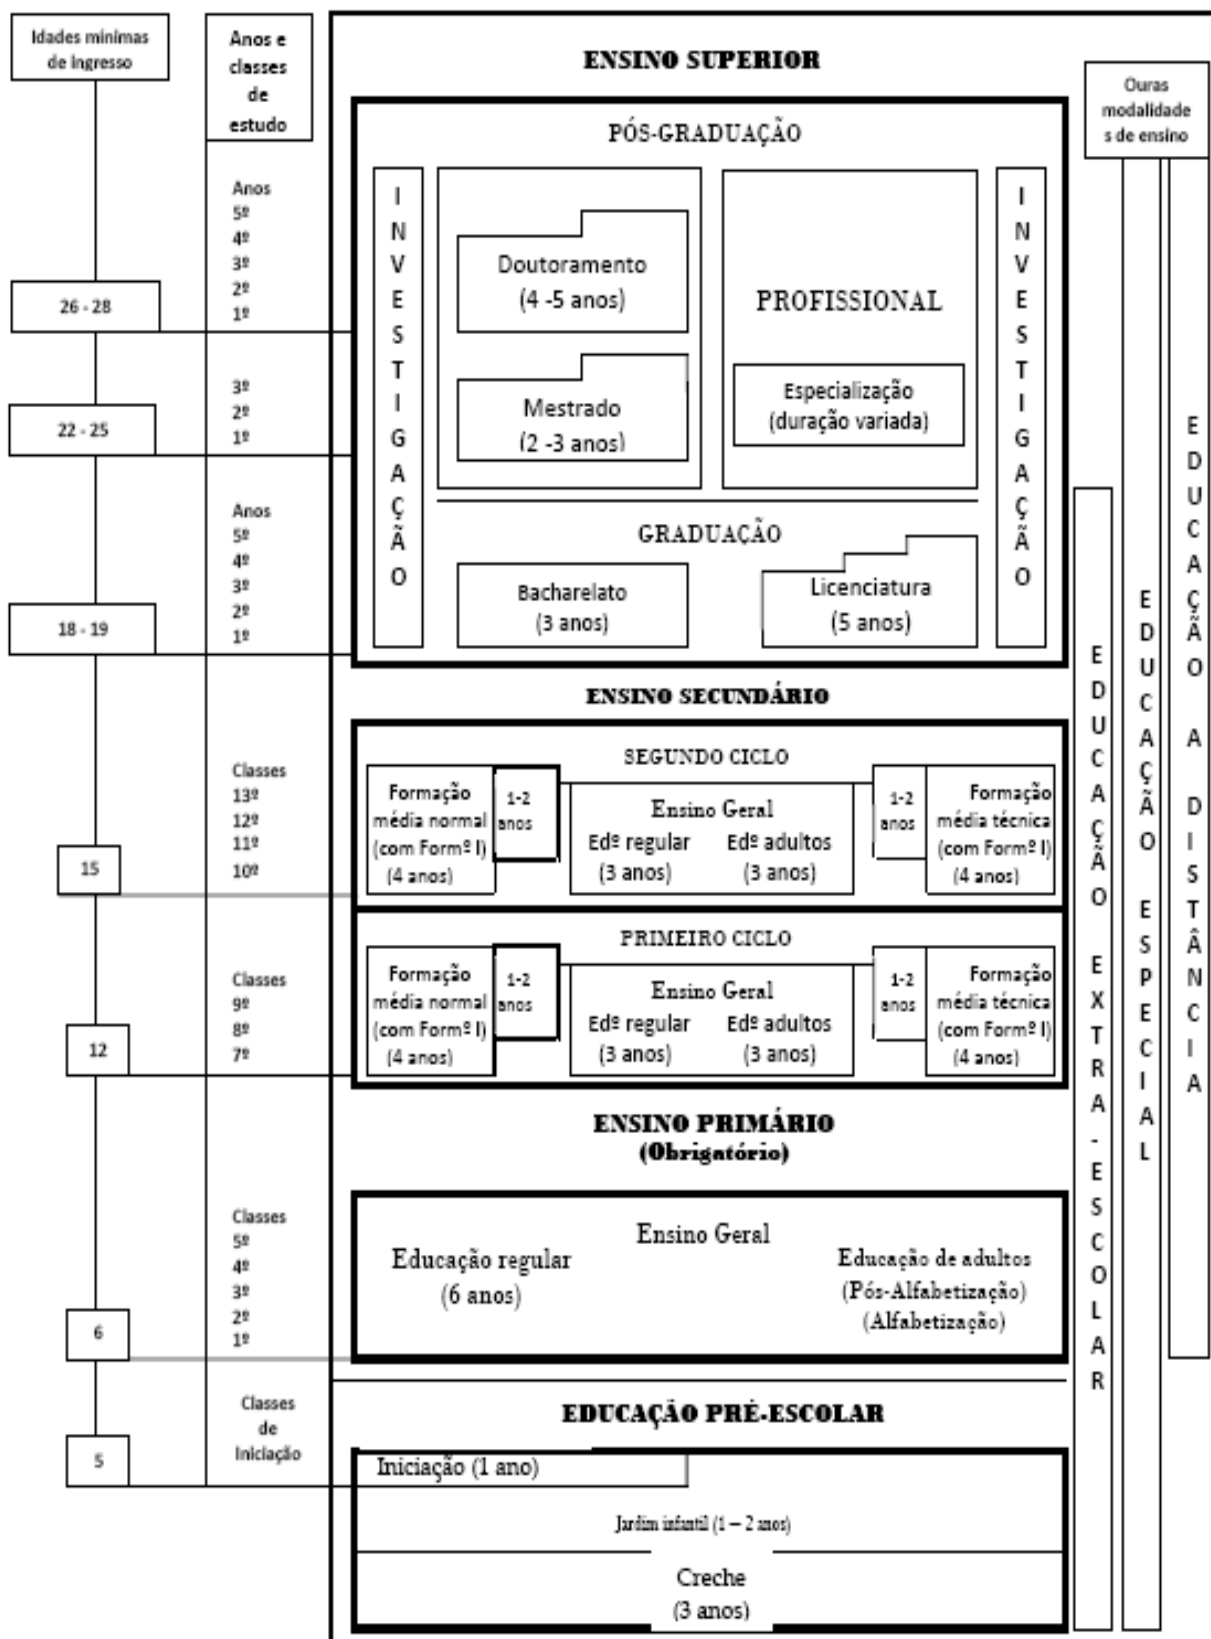 Idades mínimas
de ingresso
Anos e
classes
de
estudo
ENSINO SUPERIOR
Ouras
modalidade
s de ensino
PÓS-GRADUAÇÃO
INVESTIGAÇÃO
Anos
5º
4º
3º
2º
1º
26 - 28
Doutoramento
(4 -5 anos)
PROFISSIONAL
INVESTIGAÇÃO
3º
2º
1º
22 - 25
Mestrado
(2 -3 anos)
Especialização
(duração variada)
GRADUAÇÃO
Anos
5º
4º
3º
2º
1º
18 - 19
Bacharelato
(3 anos)
Licenciatura
(5 anos)
ENSINO SECUNDÁRIO
SEGUNDO CICLO
Classes
13º
12º
11º
10º
15
Formação
média normal
(com Formº I)
(4 anos)
1-2
anos
Ensino Geral
Edº regular
(3 anos)
Edº adultos
(3 anos)
1-2
anos
Formação
média técnica
(com Formº I)
(4 anos)
PRIMEIRO CICLO
Classes
9º
8º
7º
12
Formação
média normal
(com Formº I)
(4 anos)
1-2
anos
Ensino Geral
Edº regular
(3 anos)
Edº adultos
(3 anos)
1-2
anos
Formação
média técnica
(com Formº I)
(4 anos)
ENSINO PRIMÁRIO
(Obrigatório)
Classes
5º
4º
3º
2º
1º
6
Ensino Geral
Educação regular
(6 anos)
Educação de adultos
(Pós-Alfabetização)
(Alfabetização)
EDUCAÇÃO PRÉ-ESCOLAR
Classes
de
Iniciação
5
Iniciação (1 ano)
Jardim infantil (1 – 2 anos)
Creche
(3 anos)
EDUCAÇÃO EXTRA-ESCOLAR
EDUCAÇÃO ESPECIAL
EDUCAÇÃO A DISTÂNCIA